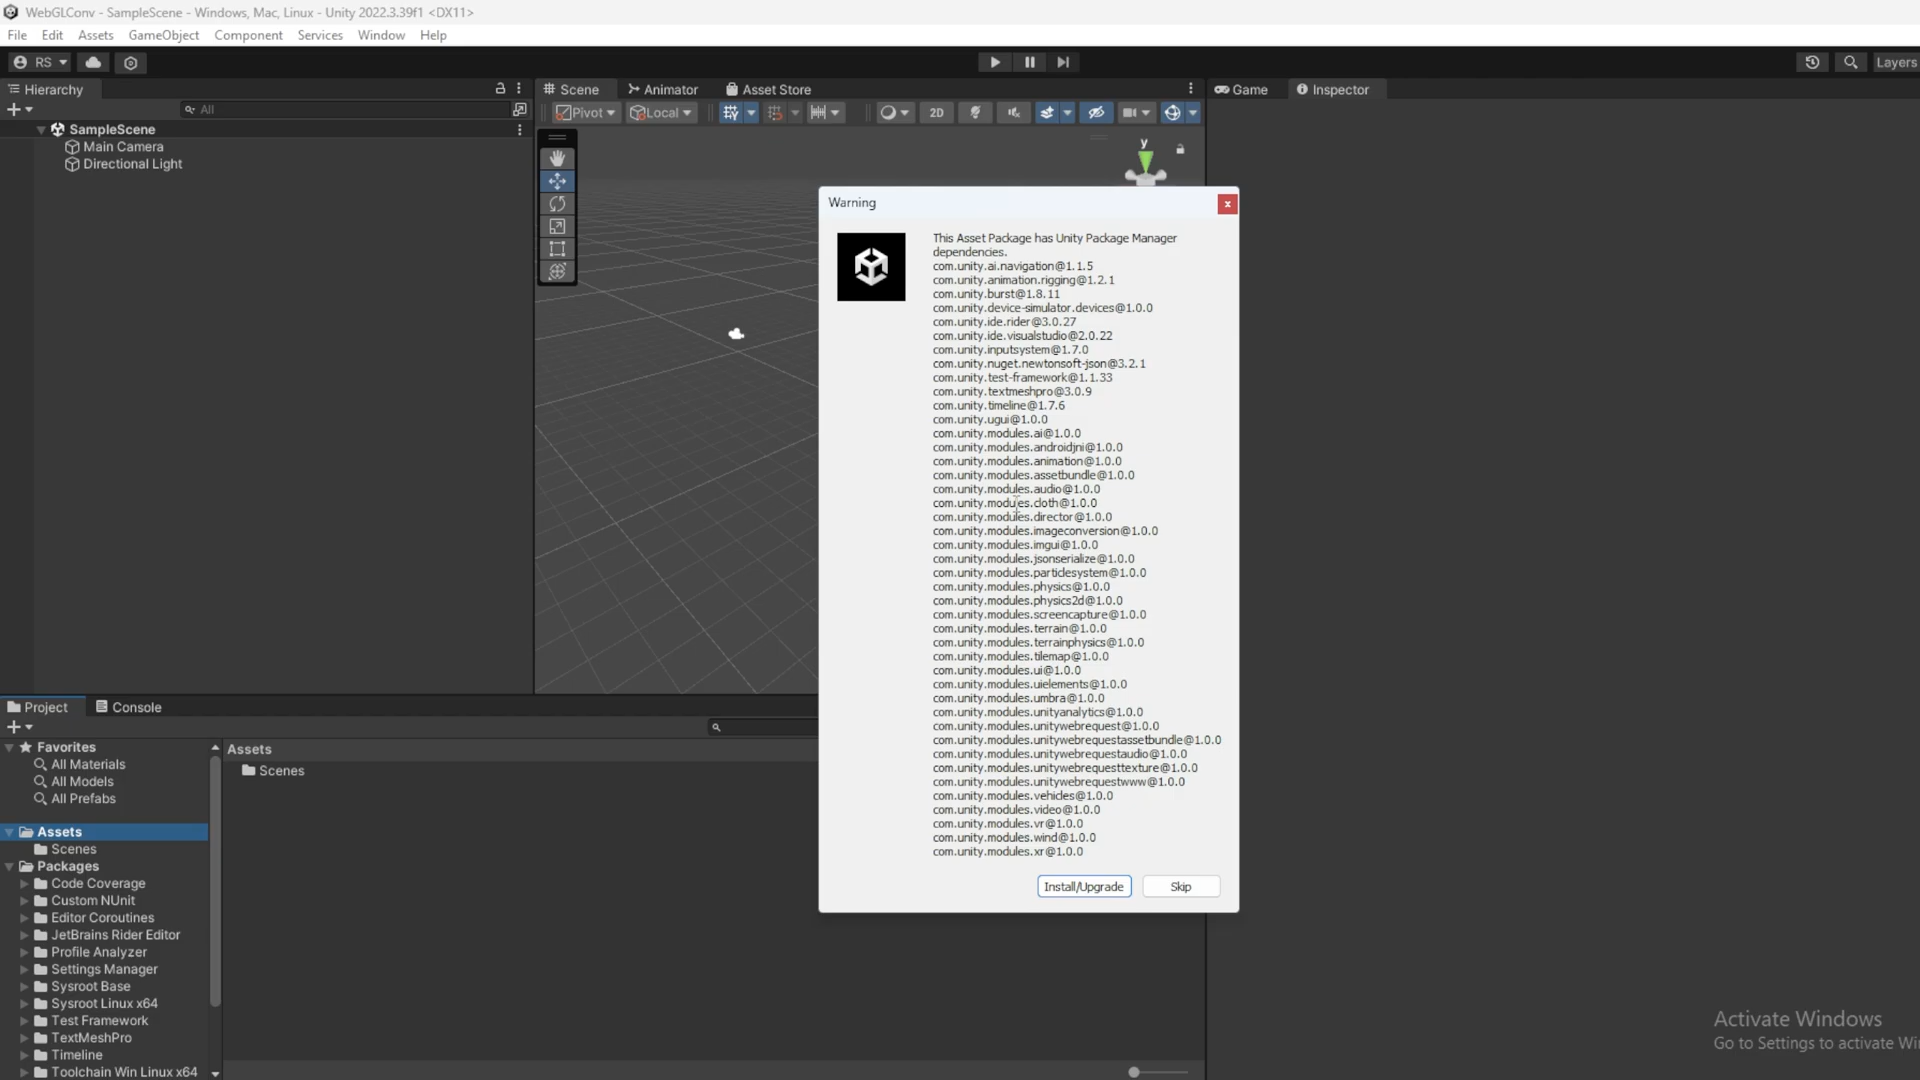 WebGLConv - SampleScene - Windows, Mac, Linux - Unity 2022.3.39f1 <DX11>
File Edit Assets GameObject Component Services Window Help
RS
Layers
Hierarchy
All
SampleScene
Main Camera
Directional Light
Scene Animator Asset Store
Pivot Local 2D
y
Game Inspector
Warning
x
This Asset Package has Unity Package Manager
dependencies.
com.unity.ai.navigation@1.1.5
com.unity.animation.rigging@1.2.1
com.unity.burst@1.8.11
com.unity.device-simulator.devices@1.0.0
com.unity.ide.rider@3.0.27
com.unity.ide.visualstudio@2.0.22
com.unity.inputsystem@1.7.0
com.unity.nuget.newtonsoft-json@3.2.1
com.unity.test-framework@1.1.33
com.unity.textmeshpro@3.0.9
com.unity.timeline@1.7.6
com.unity.ugui@1.0.0
com.unity.modules.ai@1.0.0
com.unity.modules.androidjni@1.0.0
com.unity.modules.animation@1.0.0
com.unity.modules.assetbundle@1.0.0
com.unity.modules.audio@1.0.0
com.unity.modules.cloth@1.0.0
com.unity.modules.director@1.0.0
com.unity.modules.imageconversion@1.0.0
com.unity.modules.imgui@1.0.0
com.unity.modules.jsonserialize@1.0.0
com.unity.modules.particlesystem@1.0.0
com.unity.modules.physics@1.0.0
com.unity.modules.physics2d@1.0.0
com.unity.modules.screencapture@1.0.0
com.unity.modules.terrain@1.0.0
com.unity.modules.terrainphysics@1.0.0
com.unity.modules.tilemap@1.0.0
com.unity.modules.ui@1.0.0
com.unity.modules.uielements@1.0.0
com.unity.modules.umbra@1.0.0
com.unity.modules.unityanalytics@1.0.0
com.unity.modules.unitywebrequest@1.0.0
com.unity.modules.unitywebrequestassetbundle@1.0.0
com.unity.modules.unitywebrequestaudio@1.0.0
com.unity.modules.unitywebrequesttexture@1.0.0
com.unity.modules.unitywebrequestwww@1.0.0
com.unity.modules.vehicles@1.0.0
com.unity.modules.video@1.0.0
com.unity.modules.vr@1.0.0
com.unity.modules.wind@1.0.0
com.unity.modules.xr@1.0.0
Install/Upgrade Skip
Project Console
Favorites
All Materials
All Models
All Prefabs
Assets
Scenes
Packages
Code Coverage
Custom NUnit
Editor Coroutines
JetBrains Rider Editor
Profile Analyzer
Settings Manager
Sysroot Base
Sysroot Linux x64
Test Framework
TextMeshPro
Timeline
Toolchain Win Linux x64
Assets
Scenes
Activate Windows
Go to Settings to activate Wi